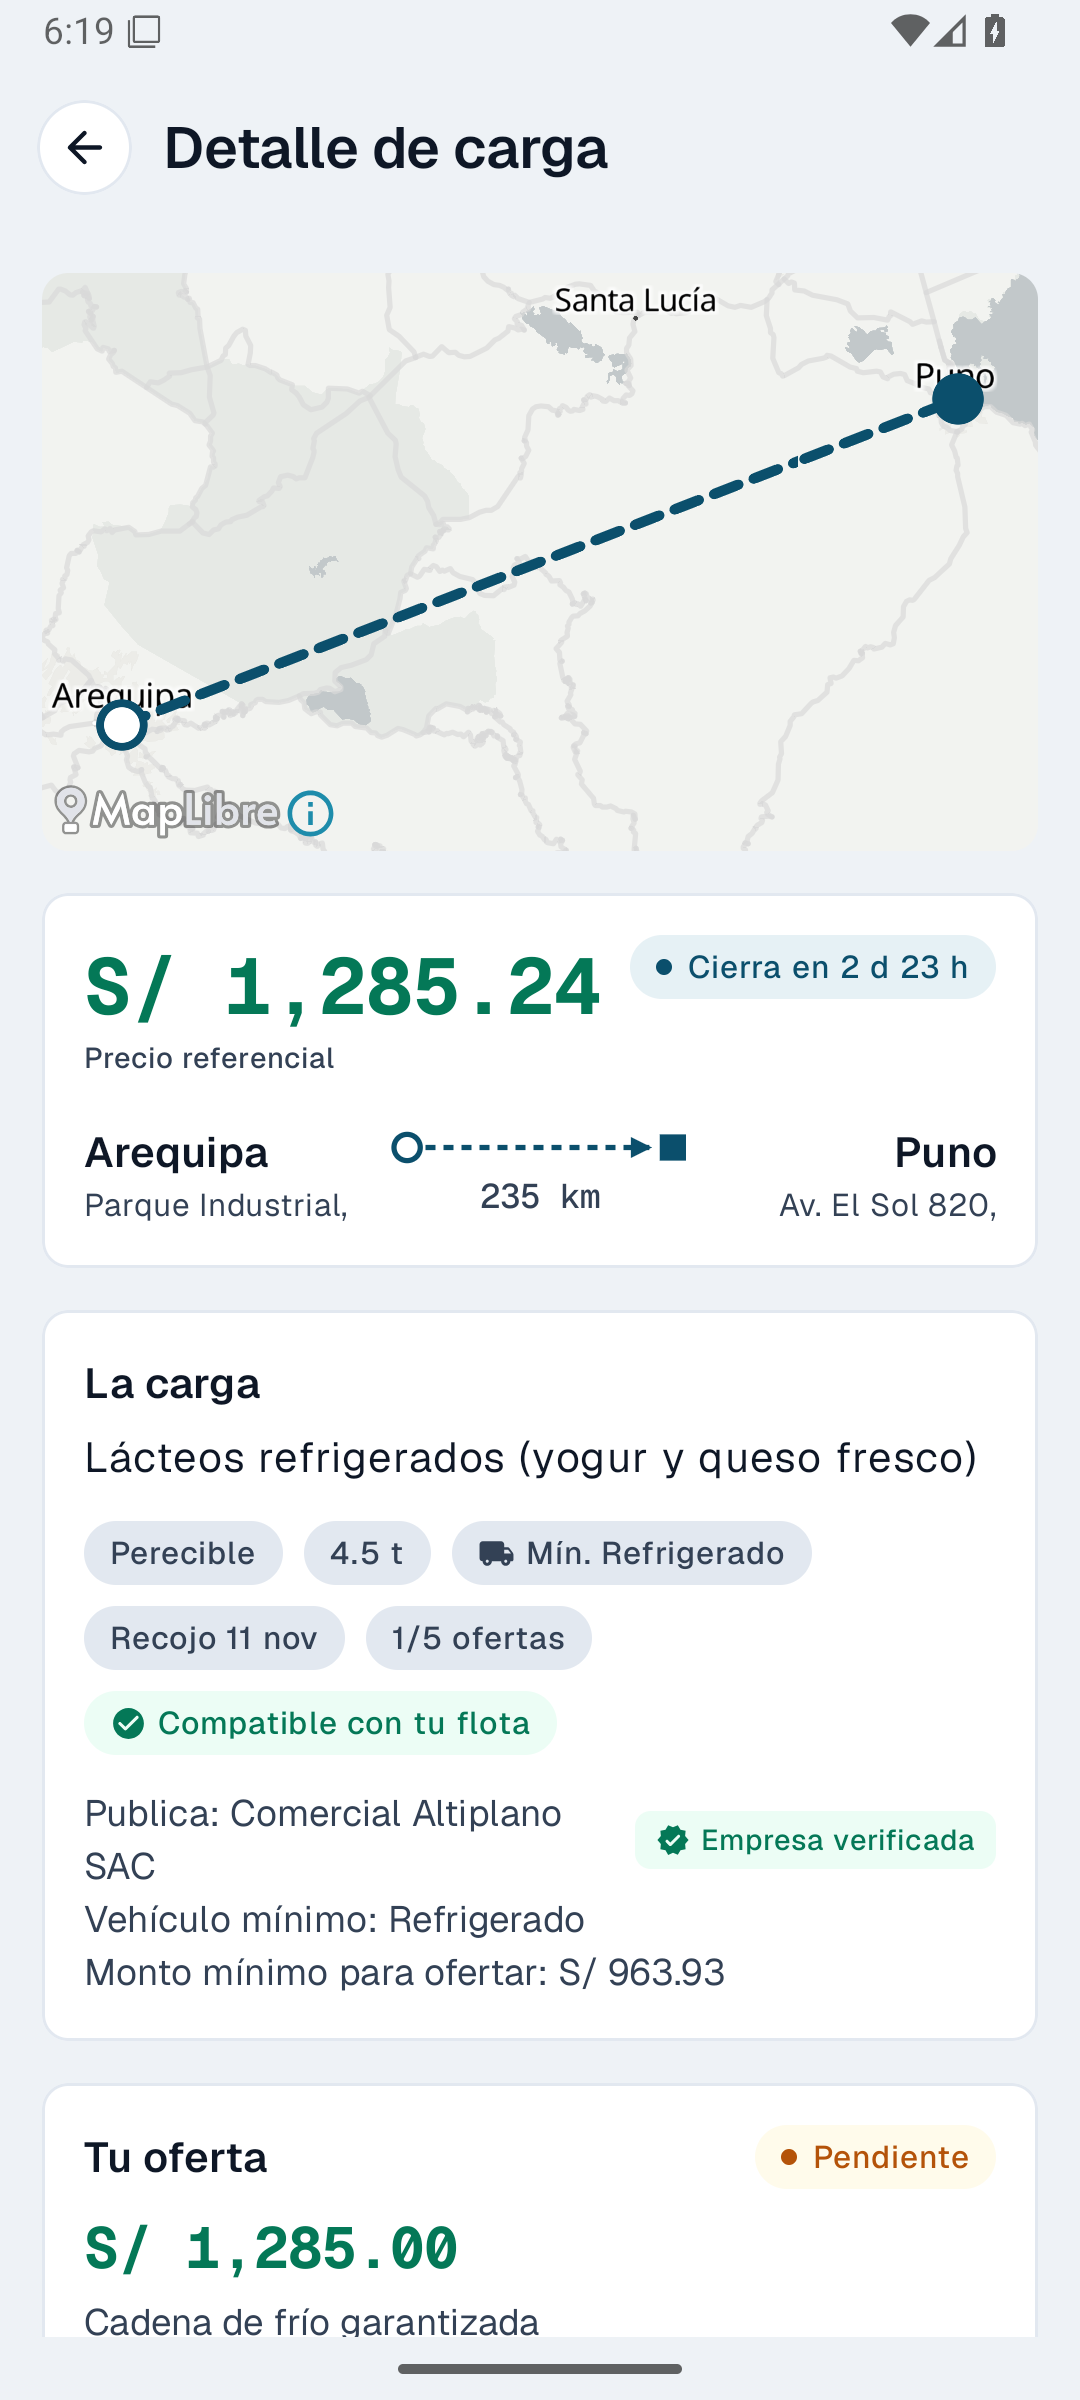 6:19
Detalle de carga
Santa Lucía
Puno
Arequipa
MapLibre
S/ 1,285.24
Cierra en 2 d 23 h
Precio referencial
Arequipa
Puno
Parque Industrial,
235 km
Av. El Sol 820,
La carga
Lácteos refrigerados (yogur y queso fresco)
Perecible
4.5 t
Mín. Refrigerado
Recojo 11 nov
1/5 ofertas
Compatible con tu flota
Publica: Comercial Altiplano
SAC
Empresa verificada
Vehículo mínimo: Refrigerado
Monto mínimo para ofertar: S/ 963.93
Tu oferta
Pendiente
S/ 1,285.00
Cadena de frío garantizada